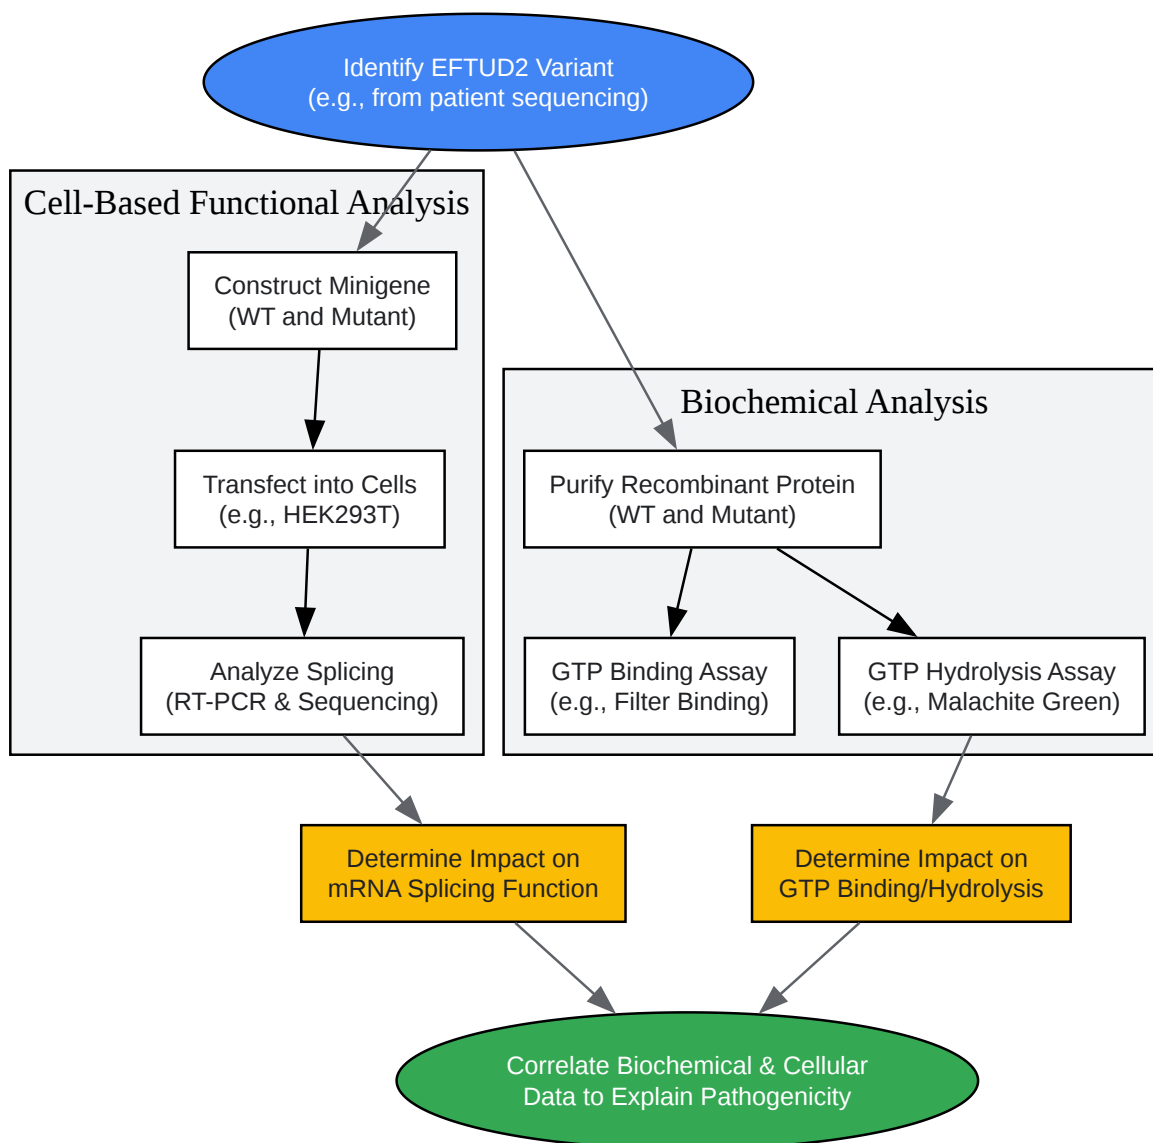 Identify EFTUD2 Variant
(e.g., from patient sequencing)
Cell-Based Functional Analysis
Construct Minigene
(WT and Mutant)
Transfect into Cells
(e.g., HEK293T)
Analyze Splicing
(RT-PCR & Sequencing)
Biochemical Analysis
Purify Recombinant Protein
(WT and Mutant)
GTP Binding Assay
(e.g., Filter Binding)
GTP Hydrolysis Assay
(e.g., Malachite Green)
Determine Impact on
mRNA Splicing Function
Determine Impact on
GTP Binding/Hydrolysis
Correlate Biochemical & Cellular
Data to Explain Pathogenicity